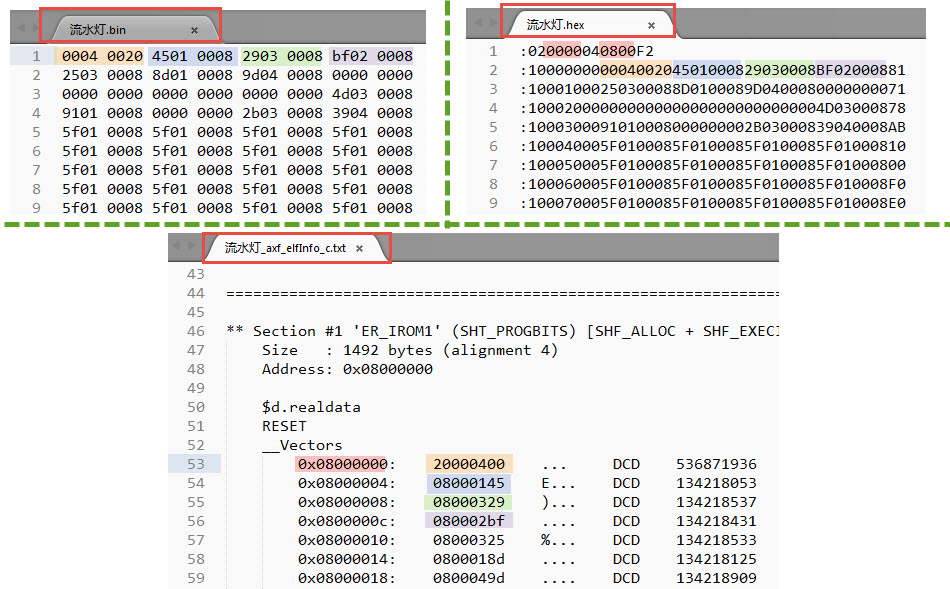 流水灯.bin ×
1 0004 0020 4501 0008 2903 0008 bf02 0008
2 2503 0008 8d01 0008 9d04 0008 0000 0000
3 0000 0000 0000 0000 0000 0000 4d03 0008
4 9101 0008 0000 0000 2b03 0008 3904 0008
5 5f01 0008 5f01 0008 5f01 0008 5f01 0008
6 5f01 0008 5f01 0008 5f01 0008 5f01 0008
7 5f01 0008 5f01 0008 5f01 0008 5f01 0008
8 5f01 0008 5f01 0008 5f01 0008 5f01 0008
9 5f01 0008 5f01 0008 5f01 0008 5f01 0008
流水灯.hex ×
1 :020000040800F2
2 :10000000000400204501000829030008BF02000881
3 :10001000250300088D0100089D0400080000000071
4 :100020000000000000000000000000004D03000878
5 :1000300091010008000000002B03000839040008AB
6 :100040005F0100085F0100085F0100085F01000810
7 :100050005F0100085F0100085F0100085F01000800
8 :100060005F0100085F0100085F0100085F010008F0
9 :100070005F0100085F0100085F0100085F010008E0
流水灯_axf_elfInfo_c.txt ×
43
44 ================================================================
45
46 ** Section #1 'ER_IROM1' (SHT_PROGBITS) [SHF_ALLOC + SHF_EXECI
47 Size : 1492 bytes (alignment 4)
48 Address: 0x08000000
49
50 $d.realdata
51 RESET
52 __Vectors
53 0x08000000: 20000400 ... DCD 536871936
54 0x08000004: 08000145 E... DCD 134218053
55 0x08000008: 08000329 )... DCD 134218537
56 0x0800000c: 080002bf .... DCD 134218431
57 0x08000010: 08000325 %... DCD 134218533
58 0x08000014: 0800018d .... DCD 134218125
59 0x08000018: 0800049d .... DCD 134218909